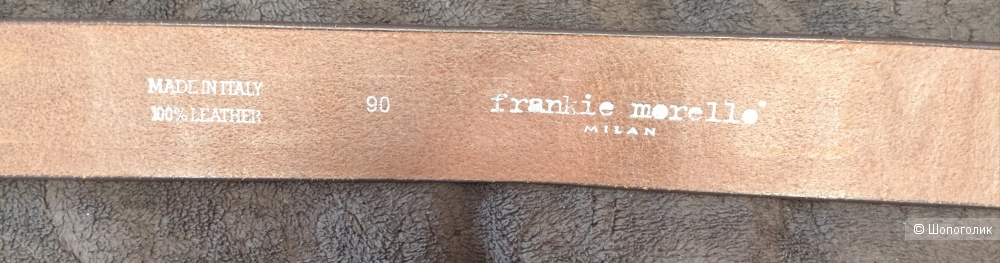 MADE IN ITALY
100% LEATHER
90
frankie morello®
MILAN
© Шопоголик